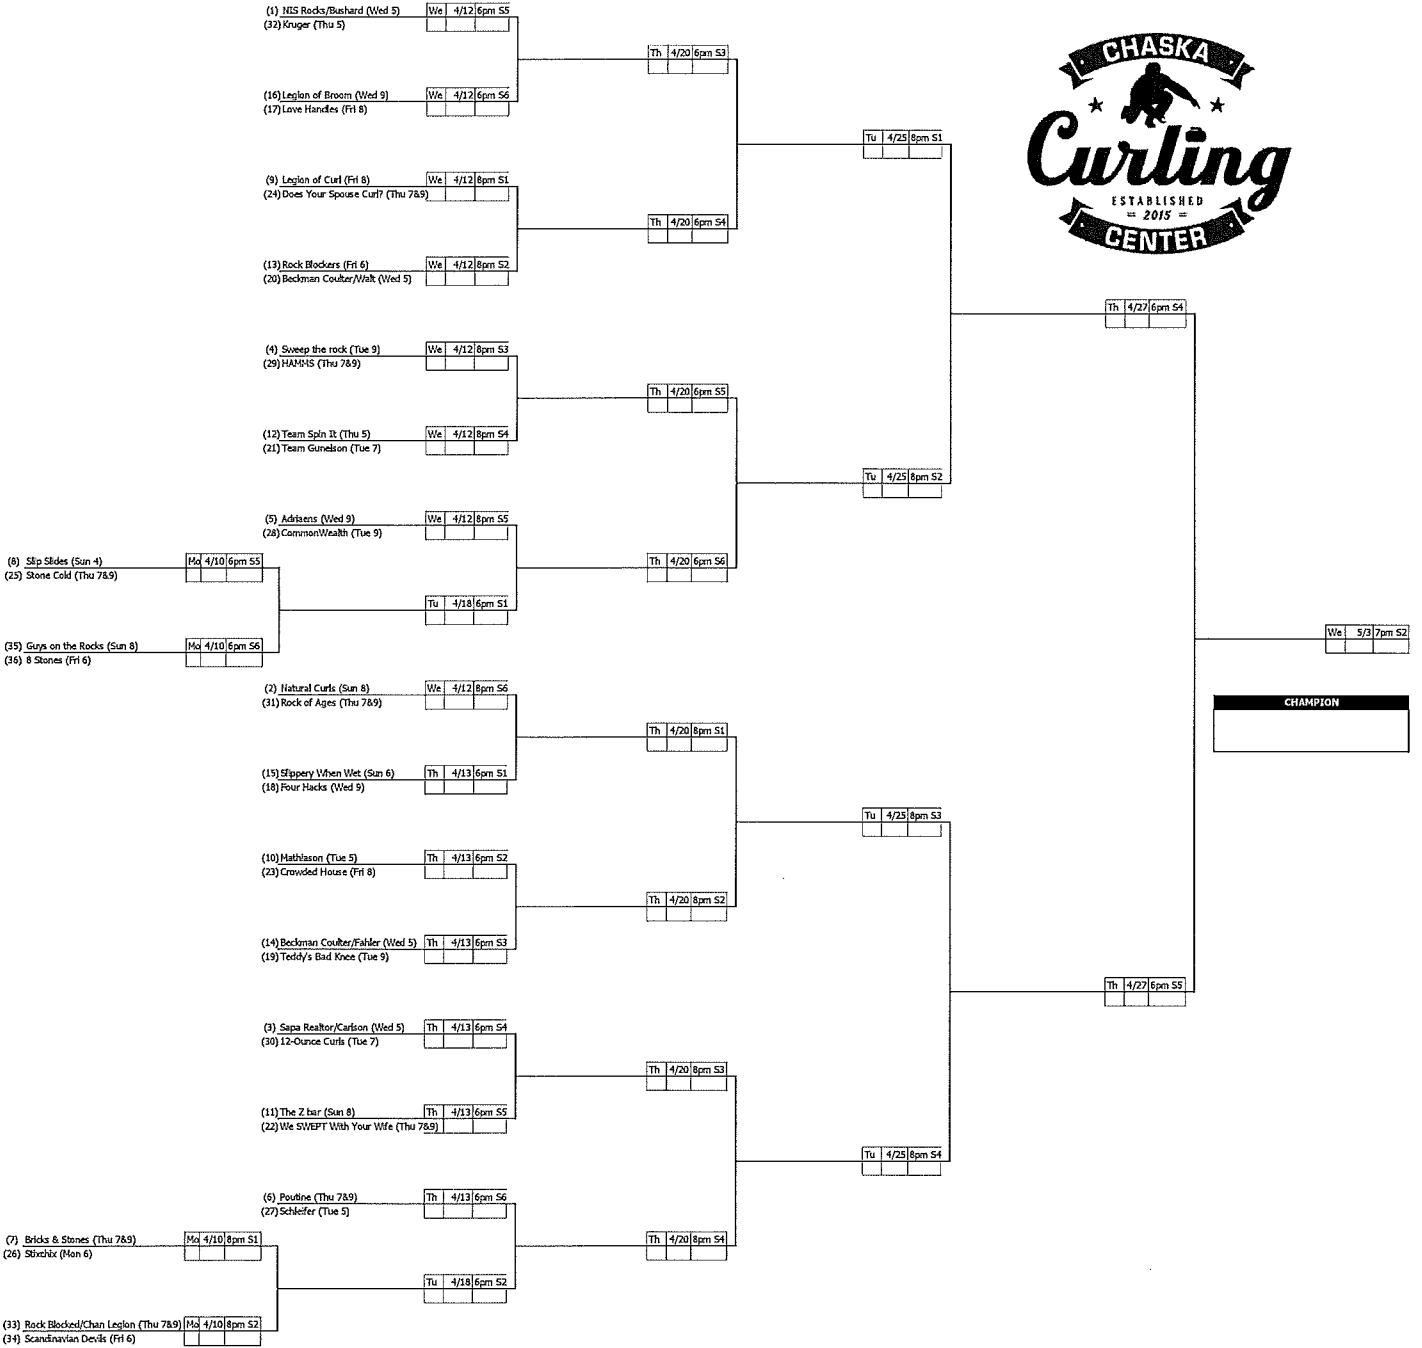 (1) NIS Rocks/Bushard (Wed 5) We 4/12 6pm S5
(32) Kruger (Thu 5)
Th 4/20 6pm S3
(16) Legion of Broom (Wed 9) We 4/12 6pm S6
(17) Love Handles (Fri 8)
Tu 4/25 8pm S1
(9) Legion of Curl (Fri 8) We 4/12 8pm S1
(24) Does Your Spouse Curl? (Thu 7&9)
Th 4/20 6pm S4
(13) Rock Blockers (Fri 6) We 4/12 8pm S2
(20) Beckman Coulter/Walt (Wed 5)
CHASKA
Curling
ESTABLISHED
= 2015 =
CENTER
Th 4/27 6pm S4
(4) Sweep the rock (Tue 9) We 4/12 8pm S3
(29) HAMMS (Thu 7&9)
Th 4/20 6pm S5
(12) Team Spin It (Thu 5) We 4/12 8pm S4
(21) Team Gunelson (Tue 7)
Tu 4/25 8pm S2
(5) Adriaens (Wed 9) We 4/12 8pm S5
(28) CommonWealth (Tue 9)
(8) Slip Slides (Sun 4) Mo 4/10 6pm S5
(25) Stone Cold (Thu 7&9)
Th 4/20 6pm S6
Tu 4/18 6pm S1
(35) Guys on the Rocks (Sun 8) Mo 4/10 6pm S6
(36) 8 Stones (Fri 6)
We 5/3 7pm S2
CHAMPION
(2) Natural Curls (Sun 8) We 4/12 8pm S6
(31) Rock of Ages (Thu 7&9)
Th 4/20 8pm S1
(15) Slippery When Wet (Sun 6) Th 4/13 6pm S1
(18) Four Hacks (Wed 9)
Tu 4/25 8pm S3
(10) Mathiason (Tue 5) Th 4/13 6pm S2
(23) Crowded House (Fri 8)
Th 4/20 8pm S2
(14) Beckman Coulter/Fahler (Wed 5) Th 4/13 6pm S3
(19) Teddy's Bad Knee (Tue 9)
Th 4/27 6pm S5
(3) Sapa Realtor/Carlson (Wed 5) Th 4/13 6pm S4
(30) 12-Ounce Curls (Tue 7)
Th 4/20 8pm S3
(11) The Z bar (Sun 8) Th 4/13 6pm S5
(22) We SWEPT With Your Wife (Thu 7&9)
Tu 4/25 8pm S4
(6) Poutine (Thu 7&9) Th 4/13 6pm S6
(27) Schleifer (Tue 5)
(7) Bricks & Stones (Thu 7&9) Mo 4/10 8pm S1
(26) Stixchix (Mon 6)
Th 4/20 8pm S4
Tu 4/18 6pm S2
(33) Rock Blocked/Chan Legion (Thu 7&9) Mo 4/10 8pm S2
(34) Scandinavian Devils (Fri 6)